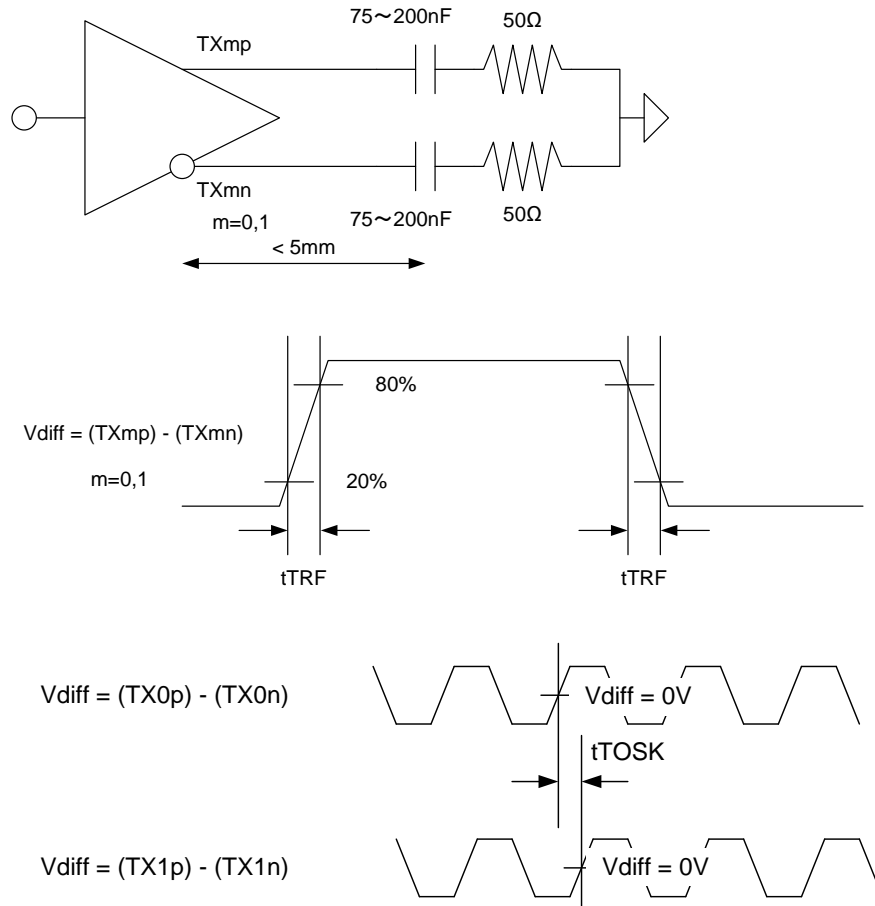 75～200nF
50Ω
TXmp
TXmn
m=0,1
75～200nF
50Ω
< 5mm
80%
Vdiff = (TXmp) - (TXmn)
m=0,1
20%
tTRF
tTRF
Vdiff = (TX0p) - (TX0n)
Vdiff = 0V
tTOSK
Vdiff = (TX1p) - (TX1n)
Vdiff = 0V